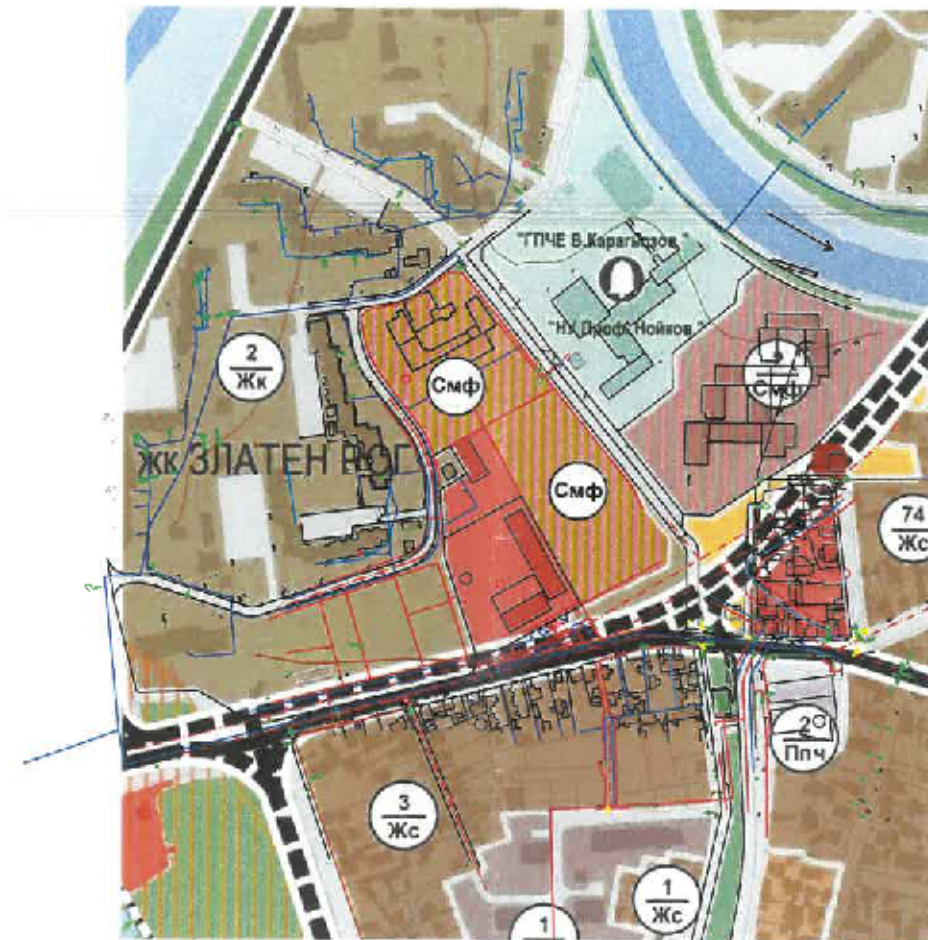 "ГПЧЕ В.Карагьозов "
"НУ Проф. Нойков "
2
Жк
Смф
Смф
жк ЗЛАТЕН РОГ
Смф
74
Жс
2
Ппч
3
Жс
1
Жс
1